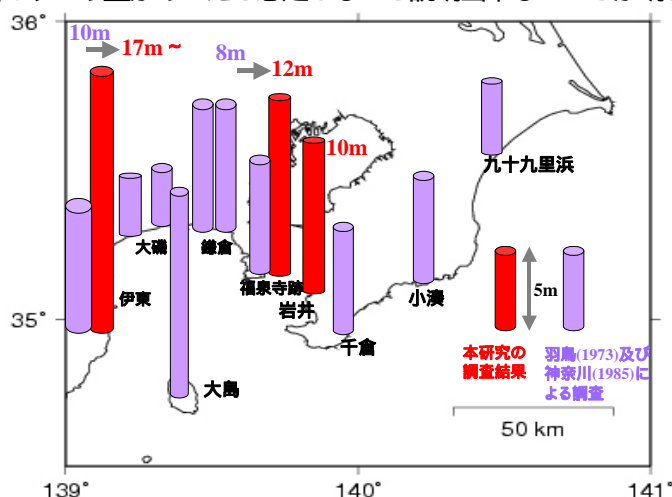 36°
10m
17m ~
8m
12m
10m
九十九里浜
大磯
鎌倉
福泉寺跡
小湊
伊東
岩井
5m
35°
千倉
本研究の
調査結果
羽鳥(1973)及び
神奈川(1985)に
よる調査
大島
50 km
139°
140°
141°